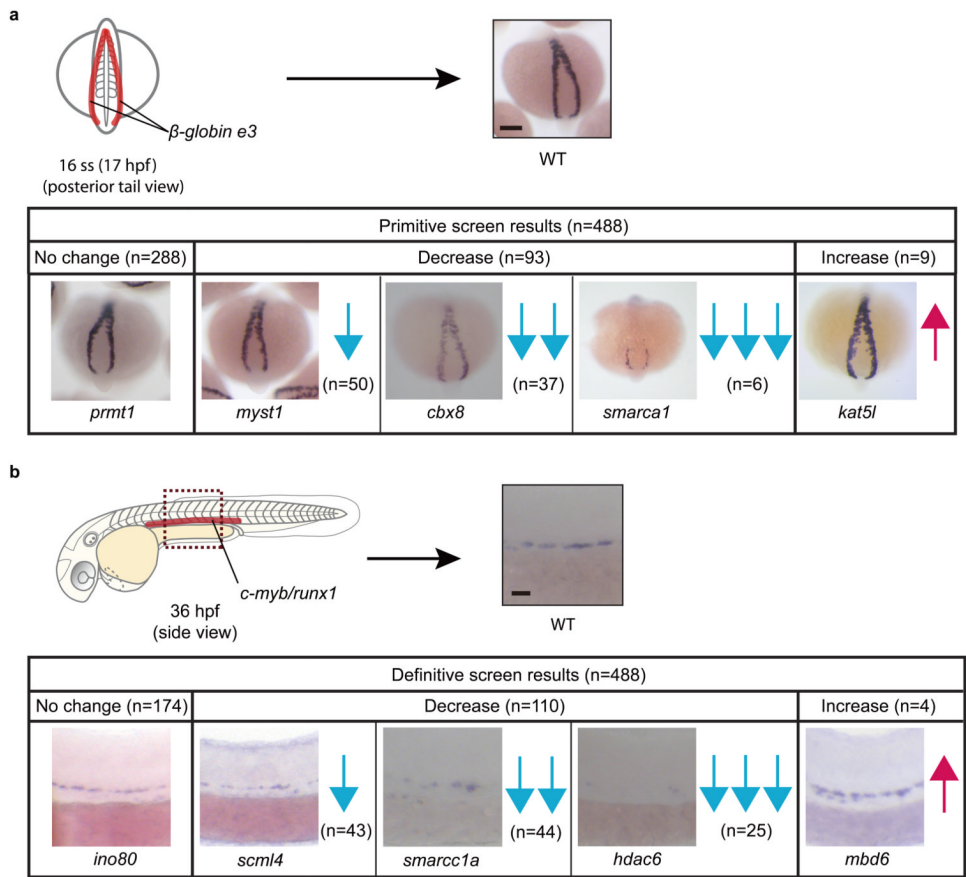 a
β-globin e3
16 ss (17 hpf)
(posterior tail view)
WT
Primitive screen results (n=488)
No change (n=288)
Decrease (n=93)
Increase (n=9)
(n=50)
(n=37)
(n=6)
prmt1
myst1
cbx8
smarca1
kat5l
b
c-myb/runx1
36 hpf
(side view)
WT
Definitive screen results (n=488)
No change (n=174)
Decrease (n=110)
Increase (n=4)
(n=43)
(n=44)
(n=25)
ino80
scml4
smarcc1a
hdac6
mbd6